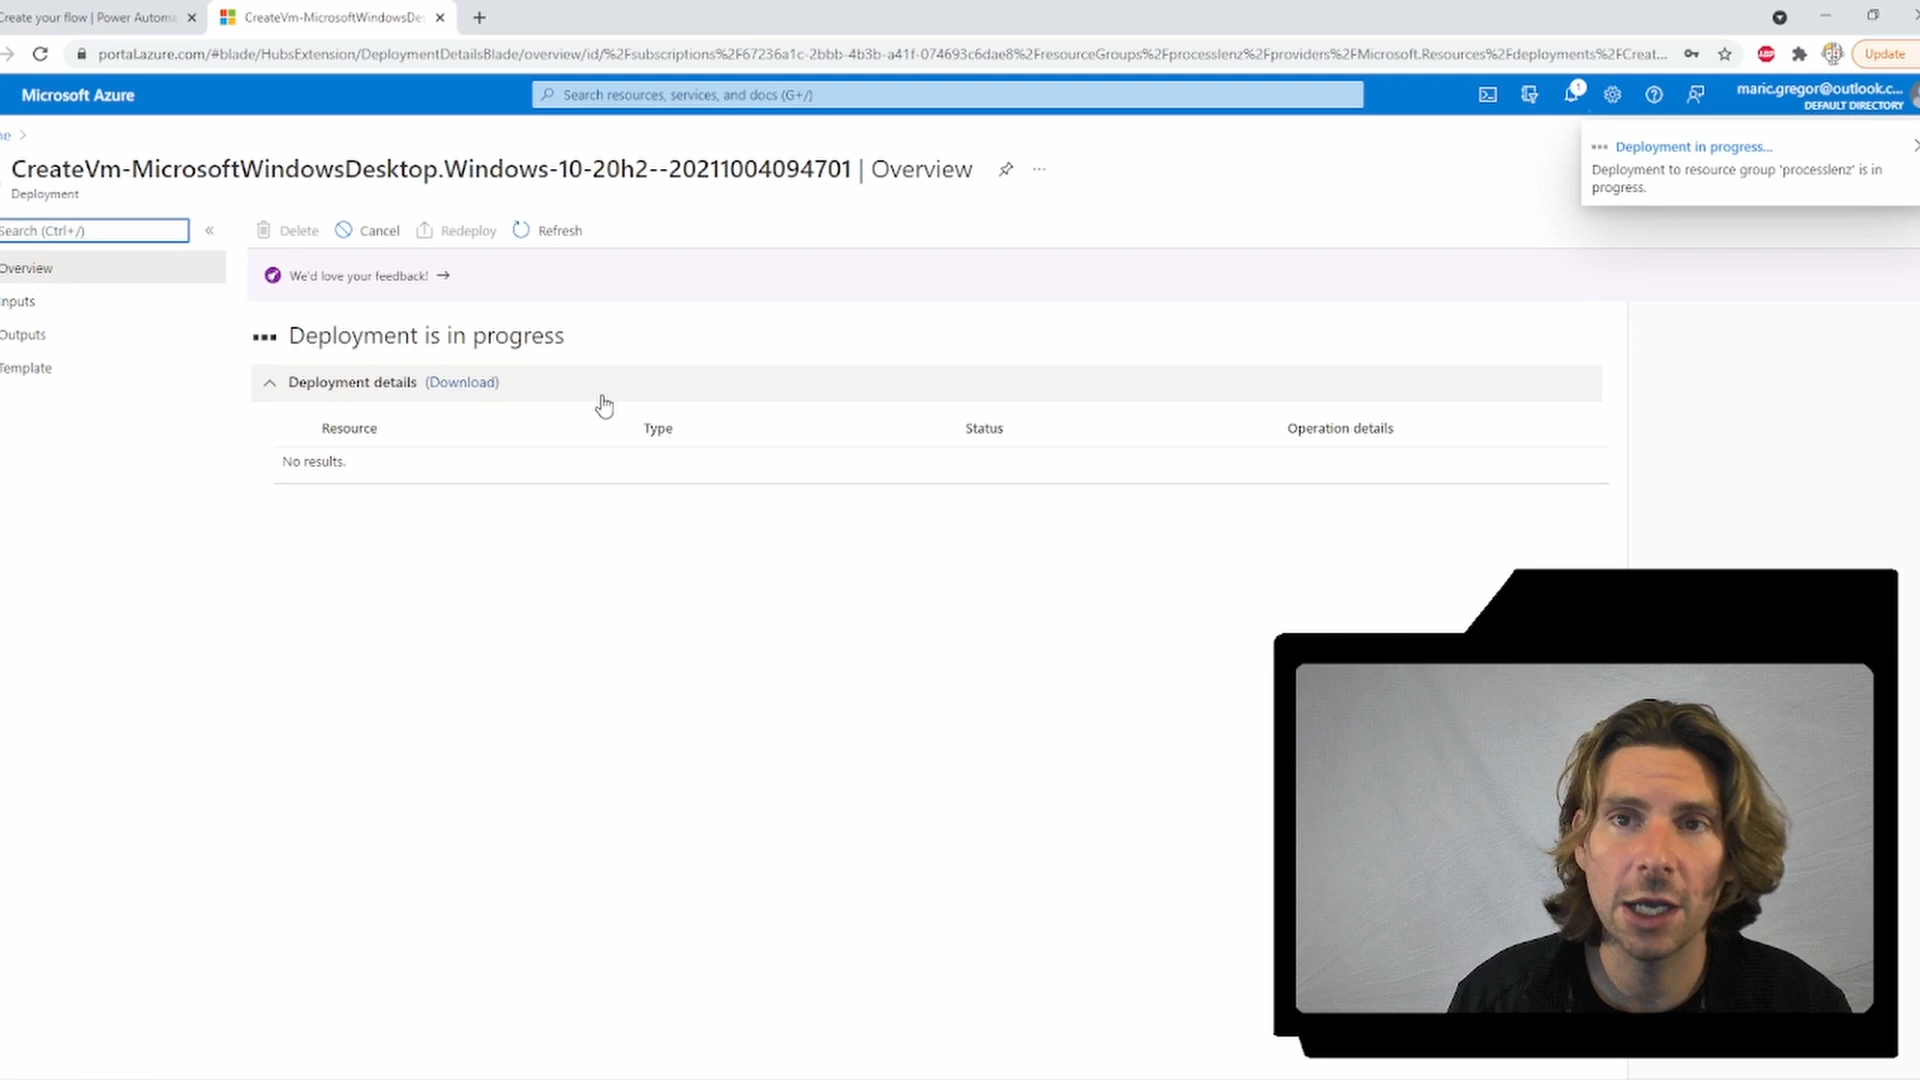 Create your flow | Power Automa
CreateVm-MicrosoftWindowsDe
portal.azure.com/#blade/HubsExtension/DeploymentDetailsBlade/overview/id/%2Fsubscriptions%2F67236a1c-2bbb-4b3b-a41f-074693c6dae8%2FresourceGroups%2Fprocesslenz%2Fproviders%2FMicrosoft.Resources%2Fdeployments%2FCreat...
Update
Microsoft Azure
Search resources, services, and docs (G+/)
1
maric.gregor@outlook.c...
DEFAULT DIRECTORY
me >
Deployment in progress...
Deployment to resource group 'processlenz' is in
progress.
CreateVm-MicrosoftWindowsDesktop.Windows-10-20h2--20211004094701 | Overview
Deployment
Search (Ctrl+/)
«
Delete
Cancel
Redeploy
Refresh
Overview
We'd love your feedback! →
Inputs
Outputs
Template
Deployment is in progress
Deployment details (Download)
Resource
Type
Status
Operation details
No results.